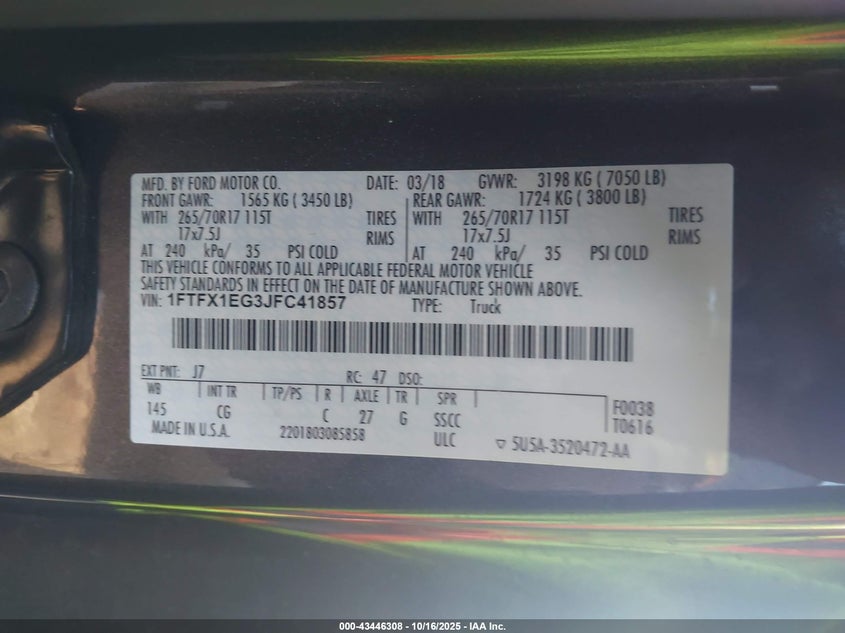 MFD. BY FORD MOTOR CO. DATE: 03/18 GVWR: 3198 KG ( 7050 LB)
FRONT GAWR: 1565 KG ( 3450 LB) REAR GAWR: 1724 KG ( 3800 LB)
WITH 265/70R17 115T TIRES WITH 265/70R17 115T TIRES
17x7.5J RIMS 17x7.5J RIMS
AT 240 kPa/ 35 PSI COLD AT 240 kPa/ 35 PSI COLD
THIS VEHICLE CONFORMS TO ALL APPLICABLE FEDERAL MOTOR VEHICLE
SAFETY STANDARDS IN EFFECT ON THE DATE OF MANUFACTURE SHOWN ABOVE.
VIN: 1FTFX1EG3JFC41857 TYPE: Truck
EXT PNT: J7 RC: 47 DSO:
WB INT TR TP/PS R AXLE TR SPR
145 CG C 27 G SSCC F0038
T0616
MADE IN U.S.A. 2201803085858 ULC ▽ 5U5A-3520472-AA
000-43446308 - 10/16/2025 - IAA Inc.